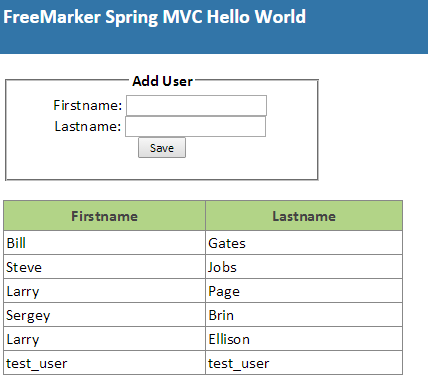 FreeMarker Spring MVC Hello World
Add User
Firstname:
Lastname:
Save
Firstname Lastname
Bill Gates
Steve Jobs
Larry Page
Sergey Brin
Larry Ellison
test_user test_user